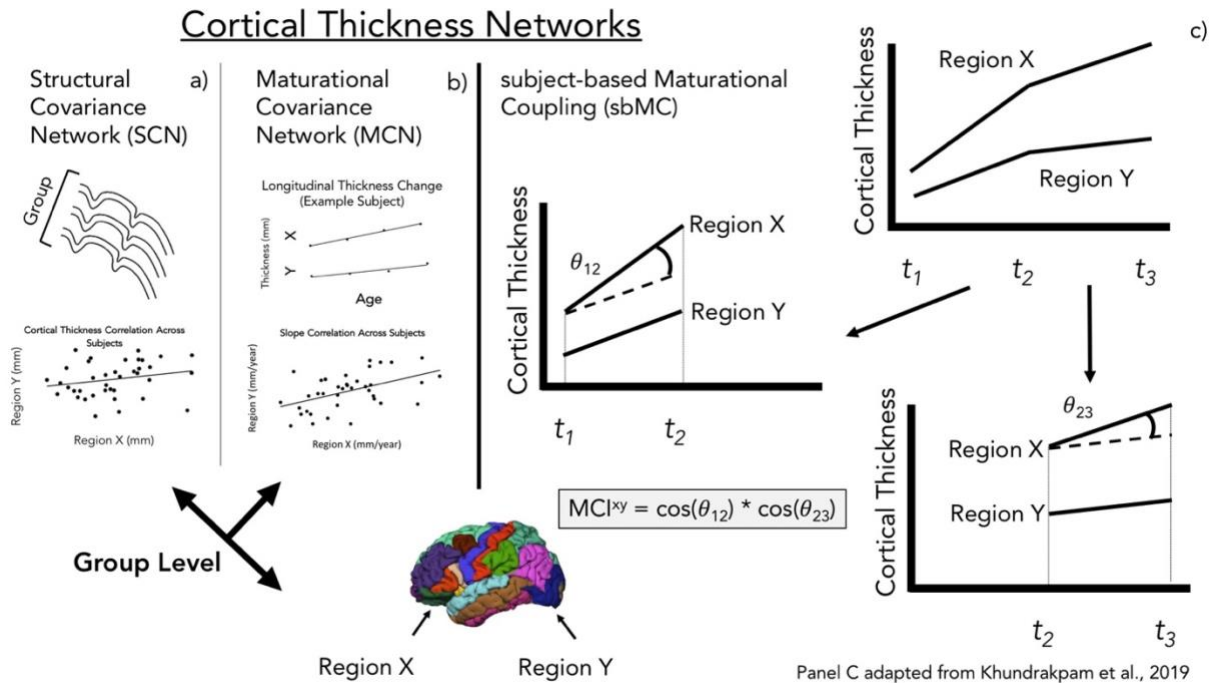 Cortical Thickness Networks
Structural
Covariance
Network (SCN)
a)
Group
Cortical Thickness Correlation Across
Subjects
Region Y (mm)
Region X (mm)
Maturational
Covariance
Network (MCN)
b)
Longitudinal Thickness Change
(Example Subject)
Thickness (mm)
X
Y
Age
Slope Correlation Across Subjects
Region Y (mm/year)
Region X (mm/year)
Group Level
subject-based Maturational
Coupling (sbMC)
Cortical Thickness
θ12
Region X
Region Y
t1
t2
c)
Cortical Thickness
Region X
Region Y
t1
t2
t3
Cortical Thickness
θ23
Region X
Region Y
t2
t3
MCIxy = cos(θ12) * cos(θ23)
Region X
Region Y
Panel C adapted from Khundrakpam et al., 2019